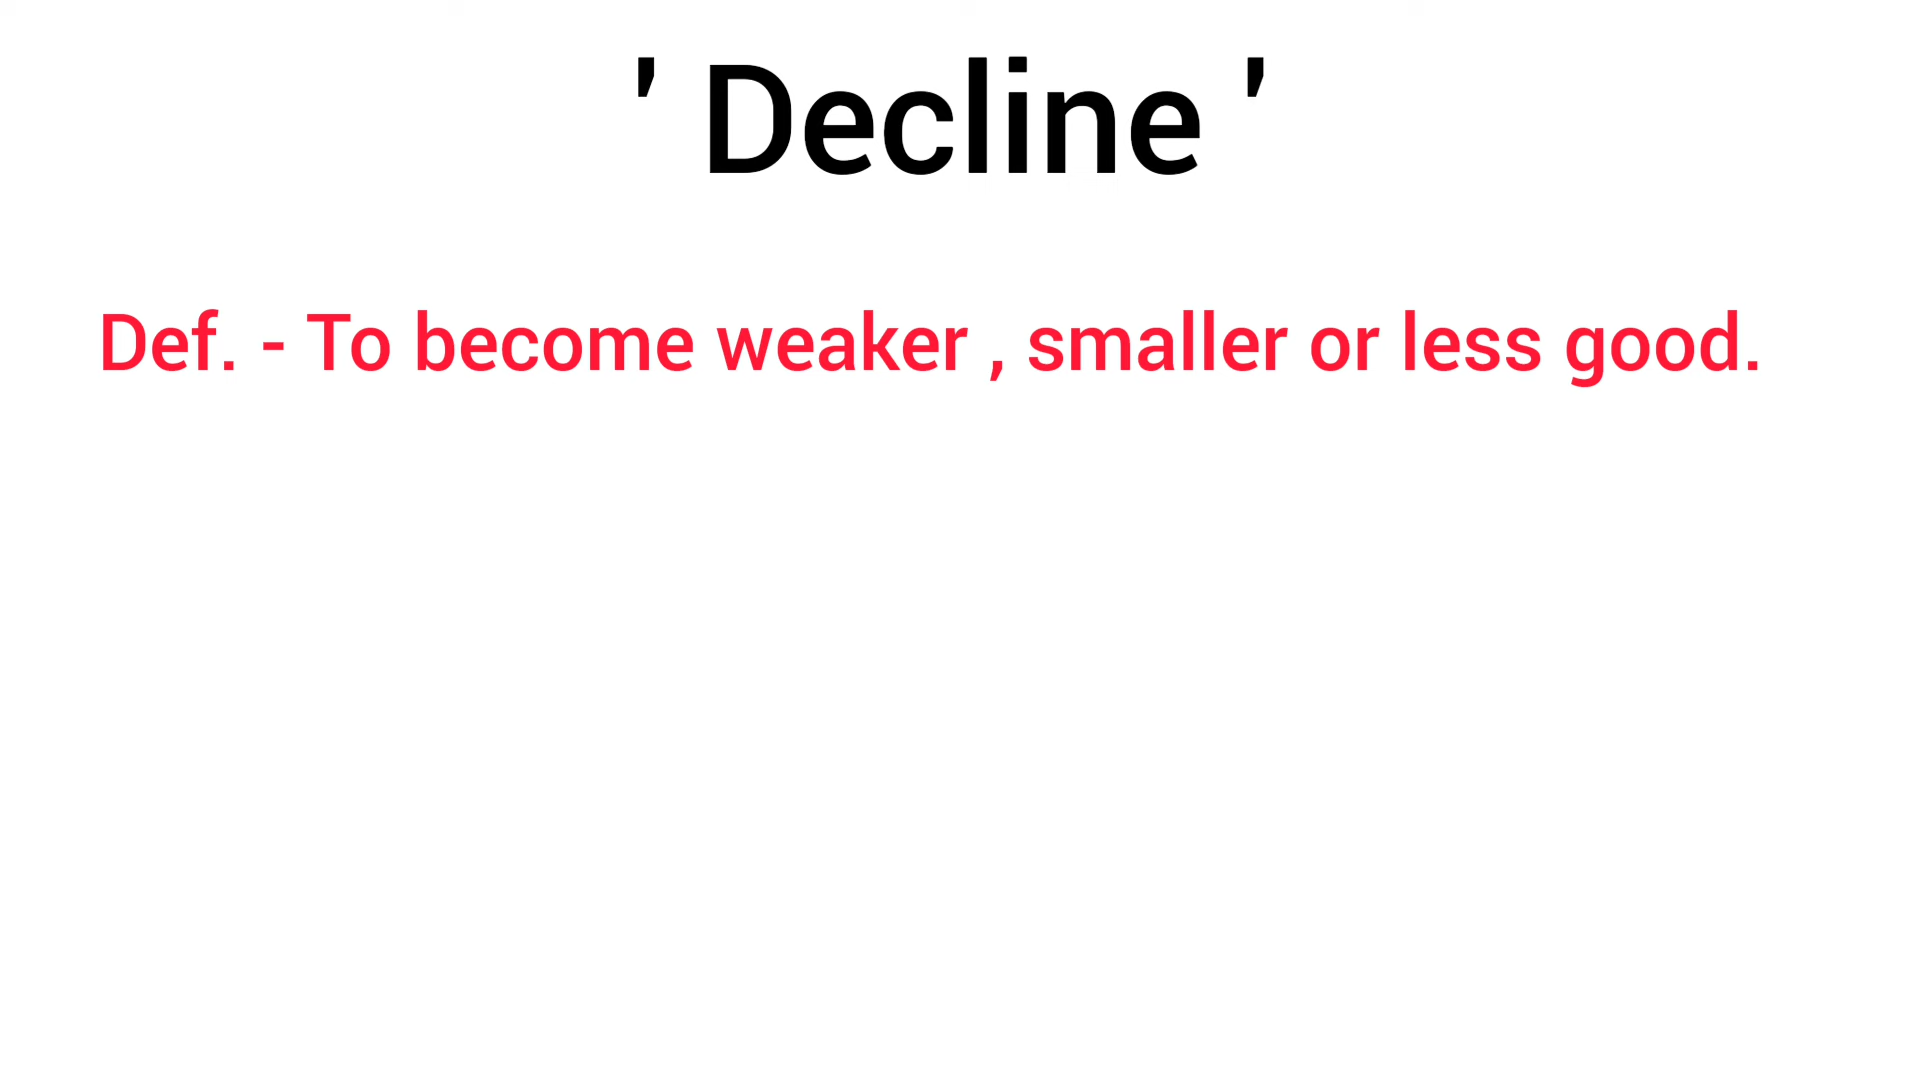 ' Decline '
Def. - To become weaker , smaller or less good.